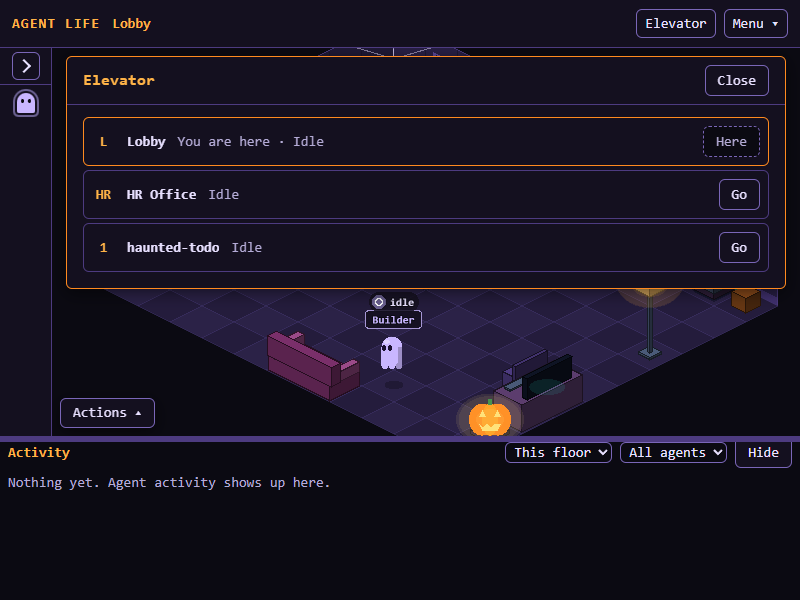 AGENT LIFE Lobby Elevator Menu ▾
Elevator Close
L Lobby You are here · Idle Here
HR HR Office Idle Go
1 haunted-todo Idle Go
idle
Builder
Actions ▴
Activity This floor All agents Hide
Nothing yet. Agent activity shows up here.